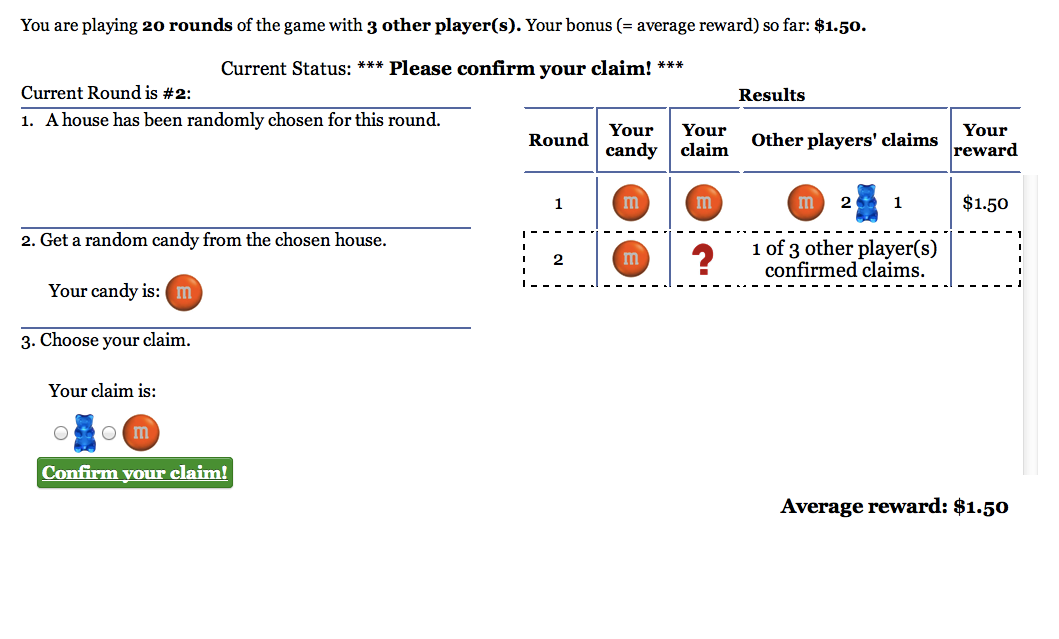 You are playing 20 rounds of the game with 3 other player(s). Your bonus (= average reward) so far: $1.50.
Current Status: *** Please confirm your claim! ***
Current Round is #2:
1. A house has been randomly chosen for this round.
2. Get a random candy from the chosen house.
Your candy is: m
3. Choose your claim.
Your claim is:
m
Confirm your claim!
Results
Round Your candy Your claim Other players' claims Your reward
1 m m m 2 1 $1.50
2 m ? 1 of 3 other player(s)
confirmed claims.
Average reward: $1.50